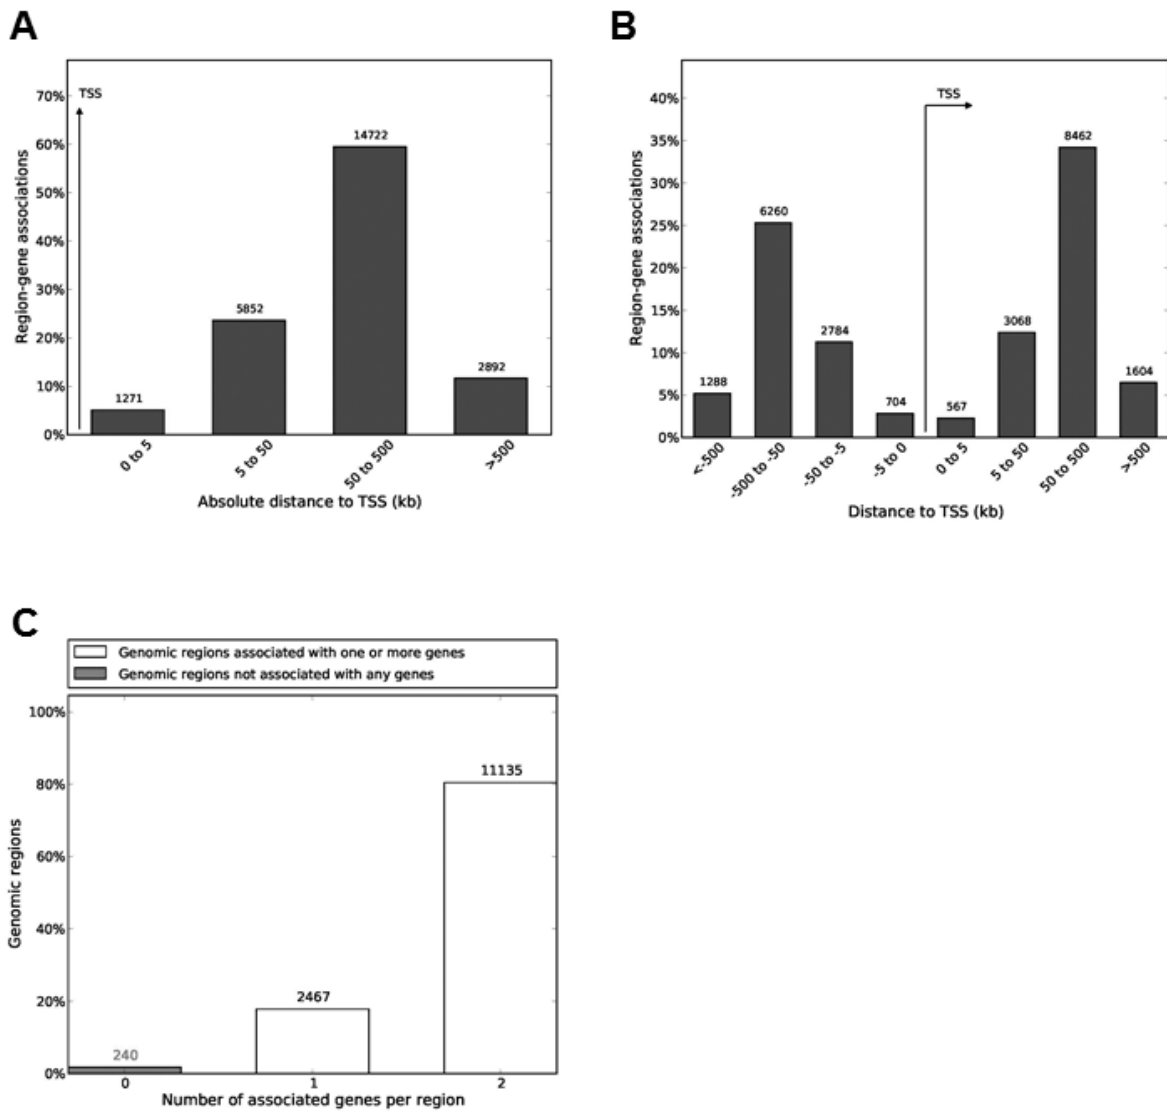 A
TSS
70%
60%
50%
40%
30%
20%
10%
0%
Region-gene associations
1271
5852
14722
2892
0 to 5
5 to 50
50 to 500
>500
Absolute distance to TSS (kb)
B
TSS
40%
35%
30%
25%
20%
15%
10%
5%
0%
Region-gene associations
1288
6260
2784
704
567
3068
8462
1604
<-500
-500 to -50
-50 to -5
-5 to 0
0 to 5
5 to 50
50 to 500
>500
Distance to TSS (kb)
C
Genomic regions associated with one or more genes
Genomic regions not associated with any genes
100%
80%
60%
40%
20%
0%
Genomic regions
240
2467
11135
0
1
2
Number of associated genes per region